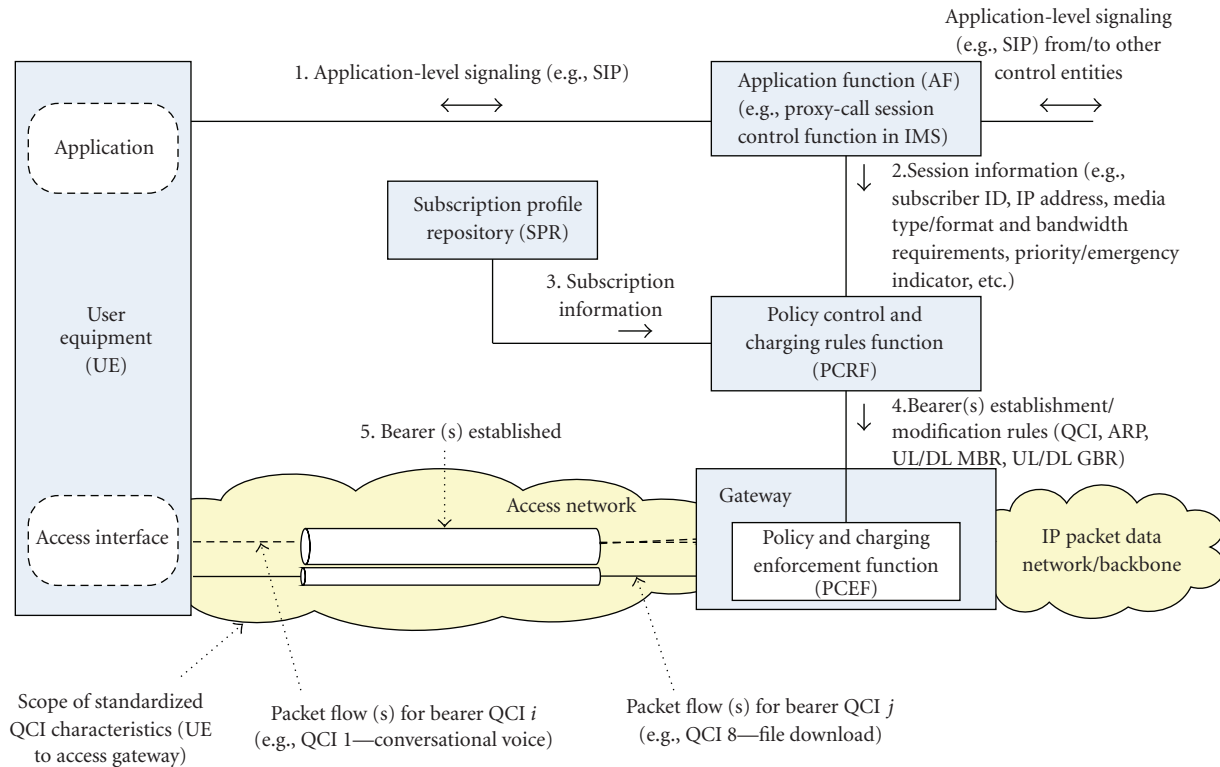 Application-level signaling
(e.g., SIP) from/to other
control entities
1. Application-level signaling (e.g., SIP)
Application function (AF)
(e.g., proxy-call session
control function in IMS)
Application
2.Session information (e.g.,
subscriber ID, IP address, media
type/format and bandwidth
requirements, priority/emergency
indicator, etc.)
Subscription profile
repository (SPR)
3. Subscription
information
User
equipment
(UE)
Policy control and
charging rules function
(PCRF)
4.Bearer(s) establishment/
modification rules (QCI, ARP,
UL/DL MBR, UL/DL GBR)
5. Bearer (s) established
Access network
Gateway
Access interface
Policy and charging
enforcement function
(PCEF)
IP packet data
network/backbone
Scope of standardized
QCI characteristics (UE
to access gateway)
Packet flow (s) for bearer QCI i
(e.g., QCI 1—conversational voice)
Packet flow (s) for bearer QCI j
(e.g., QCI 8—file download)